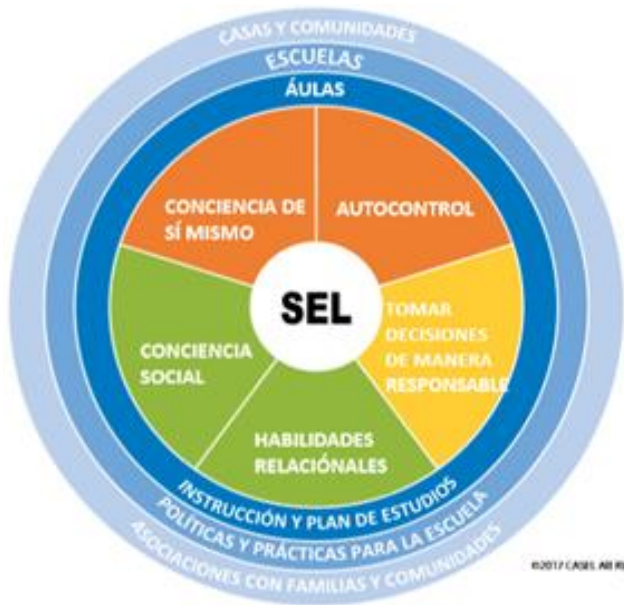 CASAS Y COMUNIDADES
ESCUELAS
ÁULAS
CONCIENCIA DE
SÍ MISMO
AUTOCONTROL
SEL
TOMAR
DECISIONES
DE MANERA
RESPONSABLE
CONCIENCIA
SOCIAL
HABILIDADES
RELACIÓNALES
INSTRUCCIÓN Y PLAN DE ESTUDIOS
POLÍTICAS Y PRÁCTICAS PARA LA ESCUELA
ASOCIACIONES CON FAMILIAS Y COMUNIDADES
©2017 CASEL